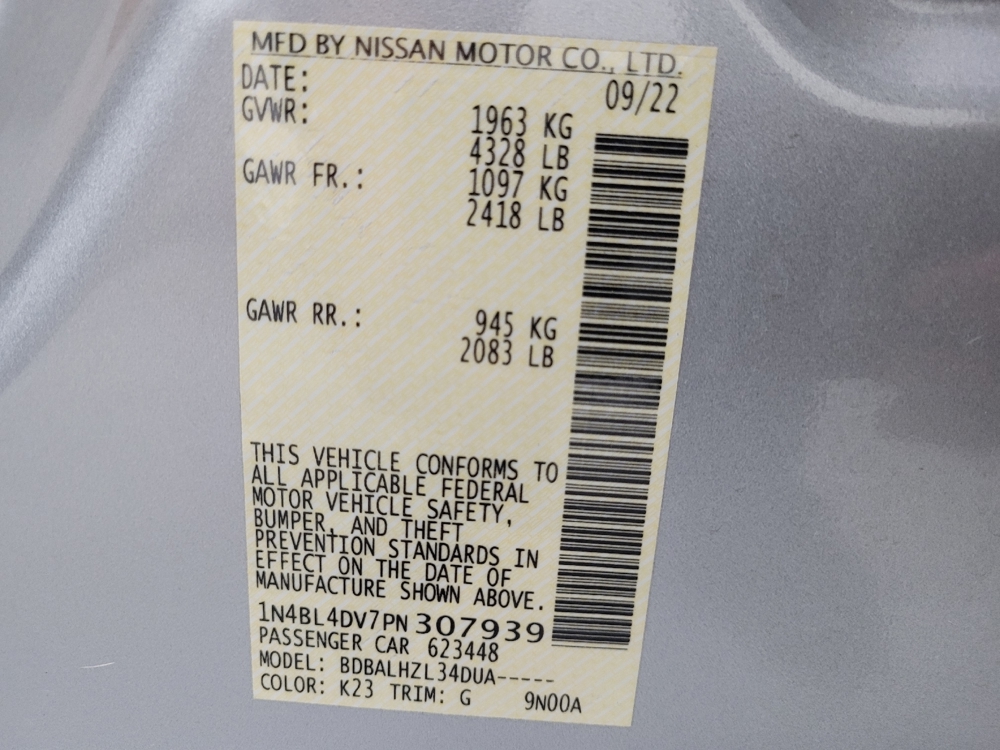 MFD BY NISSAN MOTOR CO., LTD.
DATE: 09/22
GVWR: 1963 KG
4328 LB
GAWR FR.: 1097 KG
2418 LB
GAWR RR.: 945 KG
2083 LB
THIS VEHICLE CONFORMS TO
ALL APPLICABLE FEDERAL
MOTOR VEHICLE SAFETY,
BUMPER, AND THEFT
PREVENTION STANDARDS IN
EFFECT ON THE DATE OF
MANUFACTURE SHOWN ABOVE.
1N4BL4DV7PN307939
PASSENGER CAR 623448
MODEL: BDBALHZL34DUA-----
COLOR: K23 TRIM: G 9N00A